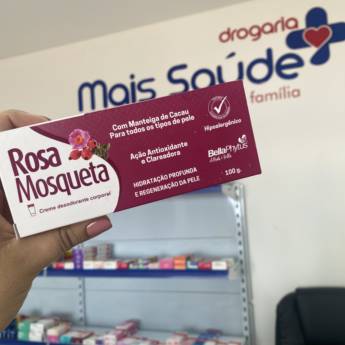 drogaria
Mais Saúde
família
Rosa
Mosqueta
Creme desodorante corporal
Com Manteiga de Cacau
Para todos os tipos de pele
Ação Antioxidante
e Clareadora
HIDRATAÇÃO PROFUNDA
E REGENERAÇÃO DA PELE
Hipoalergênico
BellaPhytus
100 g.